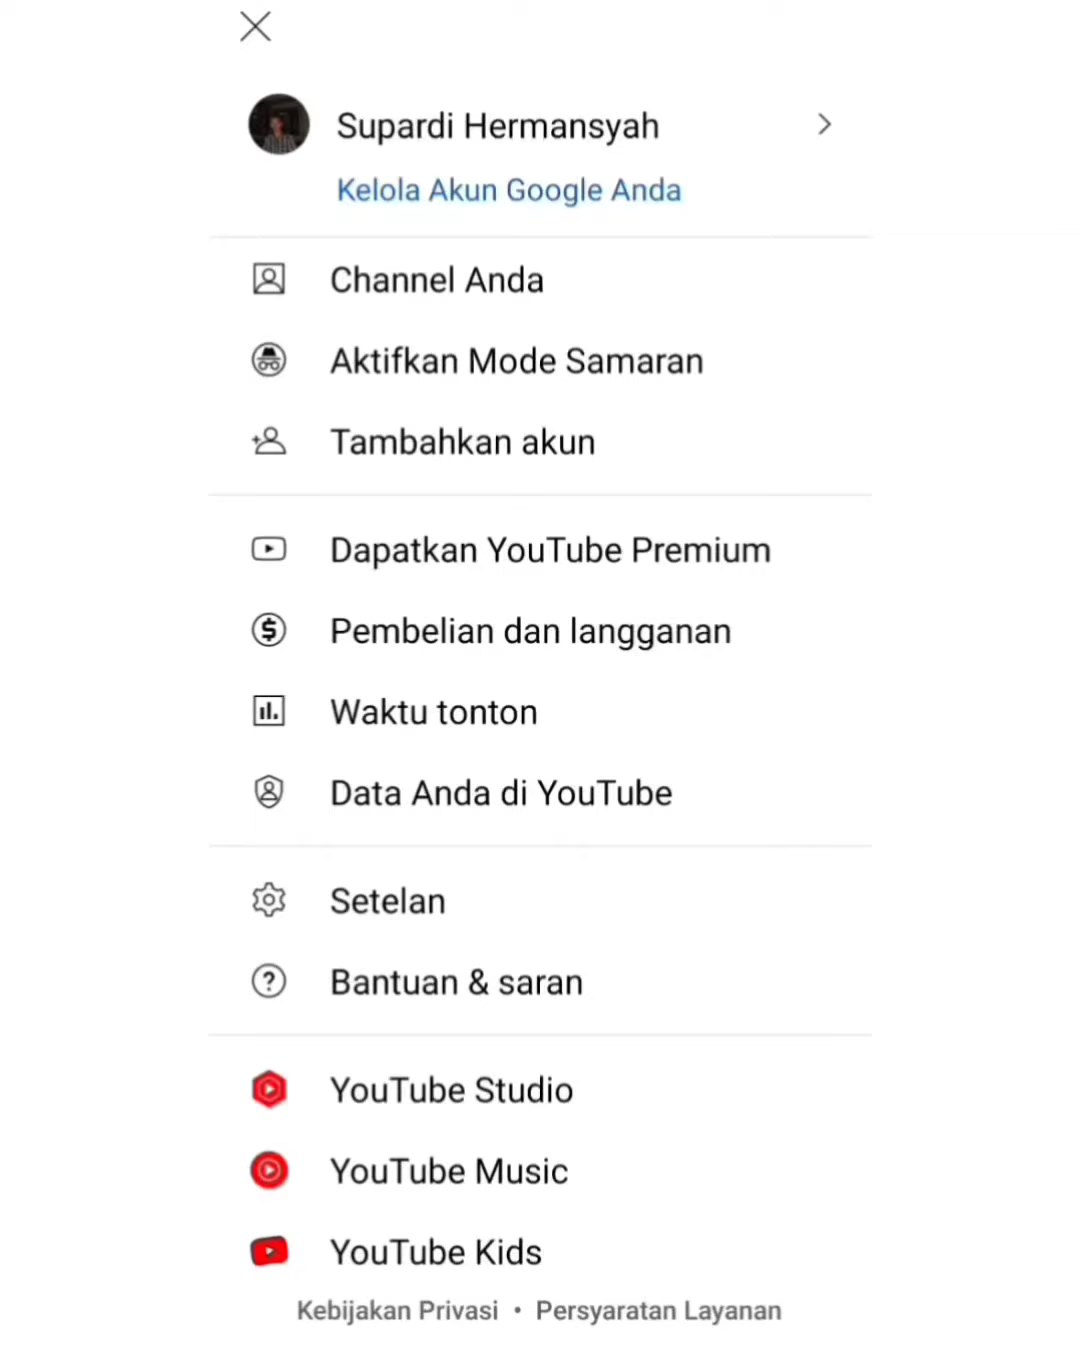 Supardi Hermansyah
Kelola Akun Google Anda
Channel Anda
Aktifkan Mode Samaran
Tambahkan akun
Dapatkan YouTube Premium
Pembelian dan langganan
Waktu tonton
Data Anda di YouTube
Setelan
Bantuan & saran
YouTube Studio
YouTube Music
YouTube Kids
Kebijakan Privasi • Persyaratan Layanan